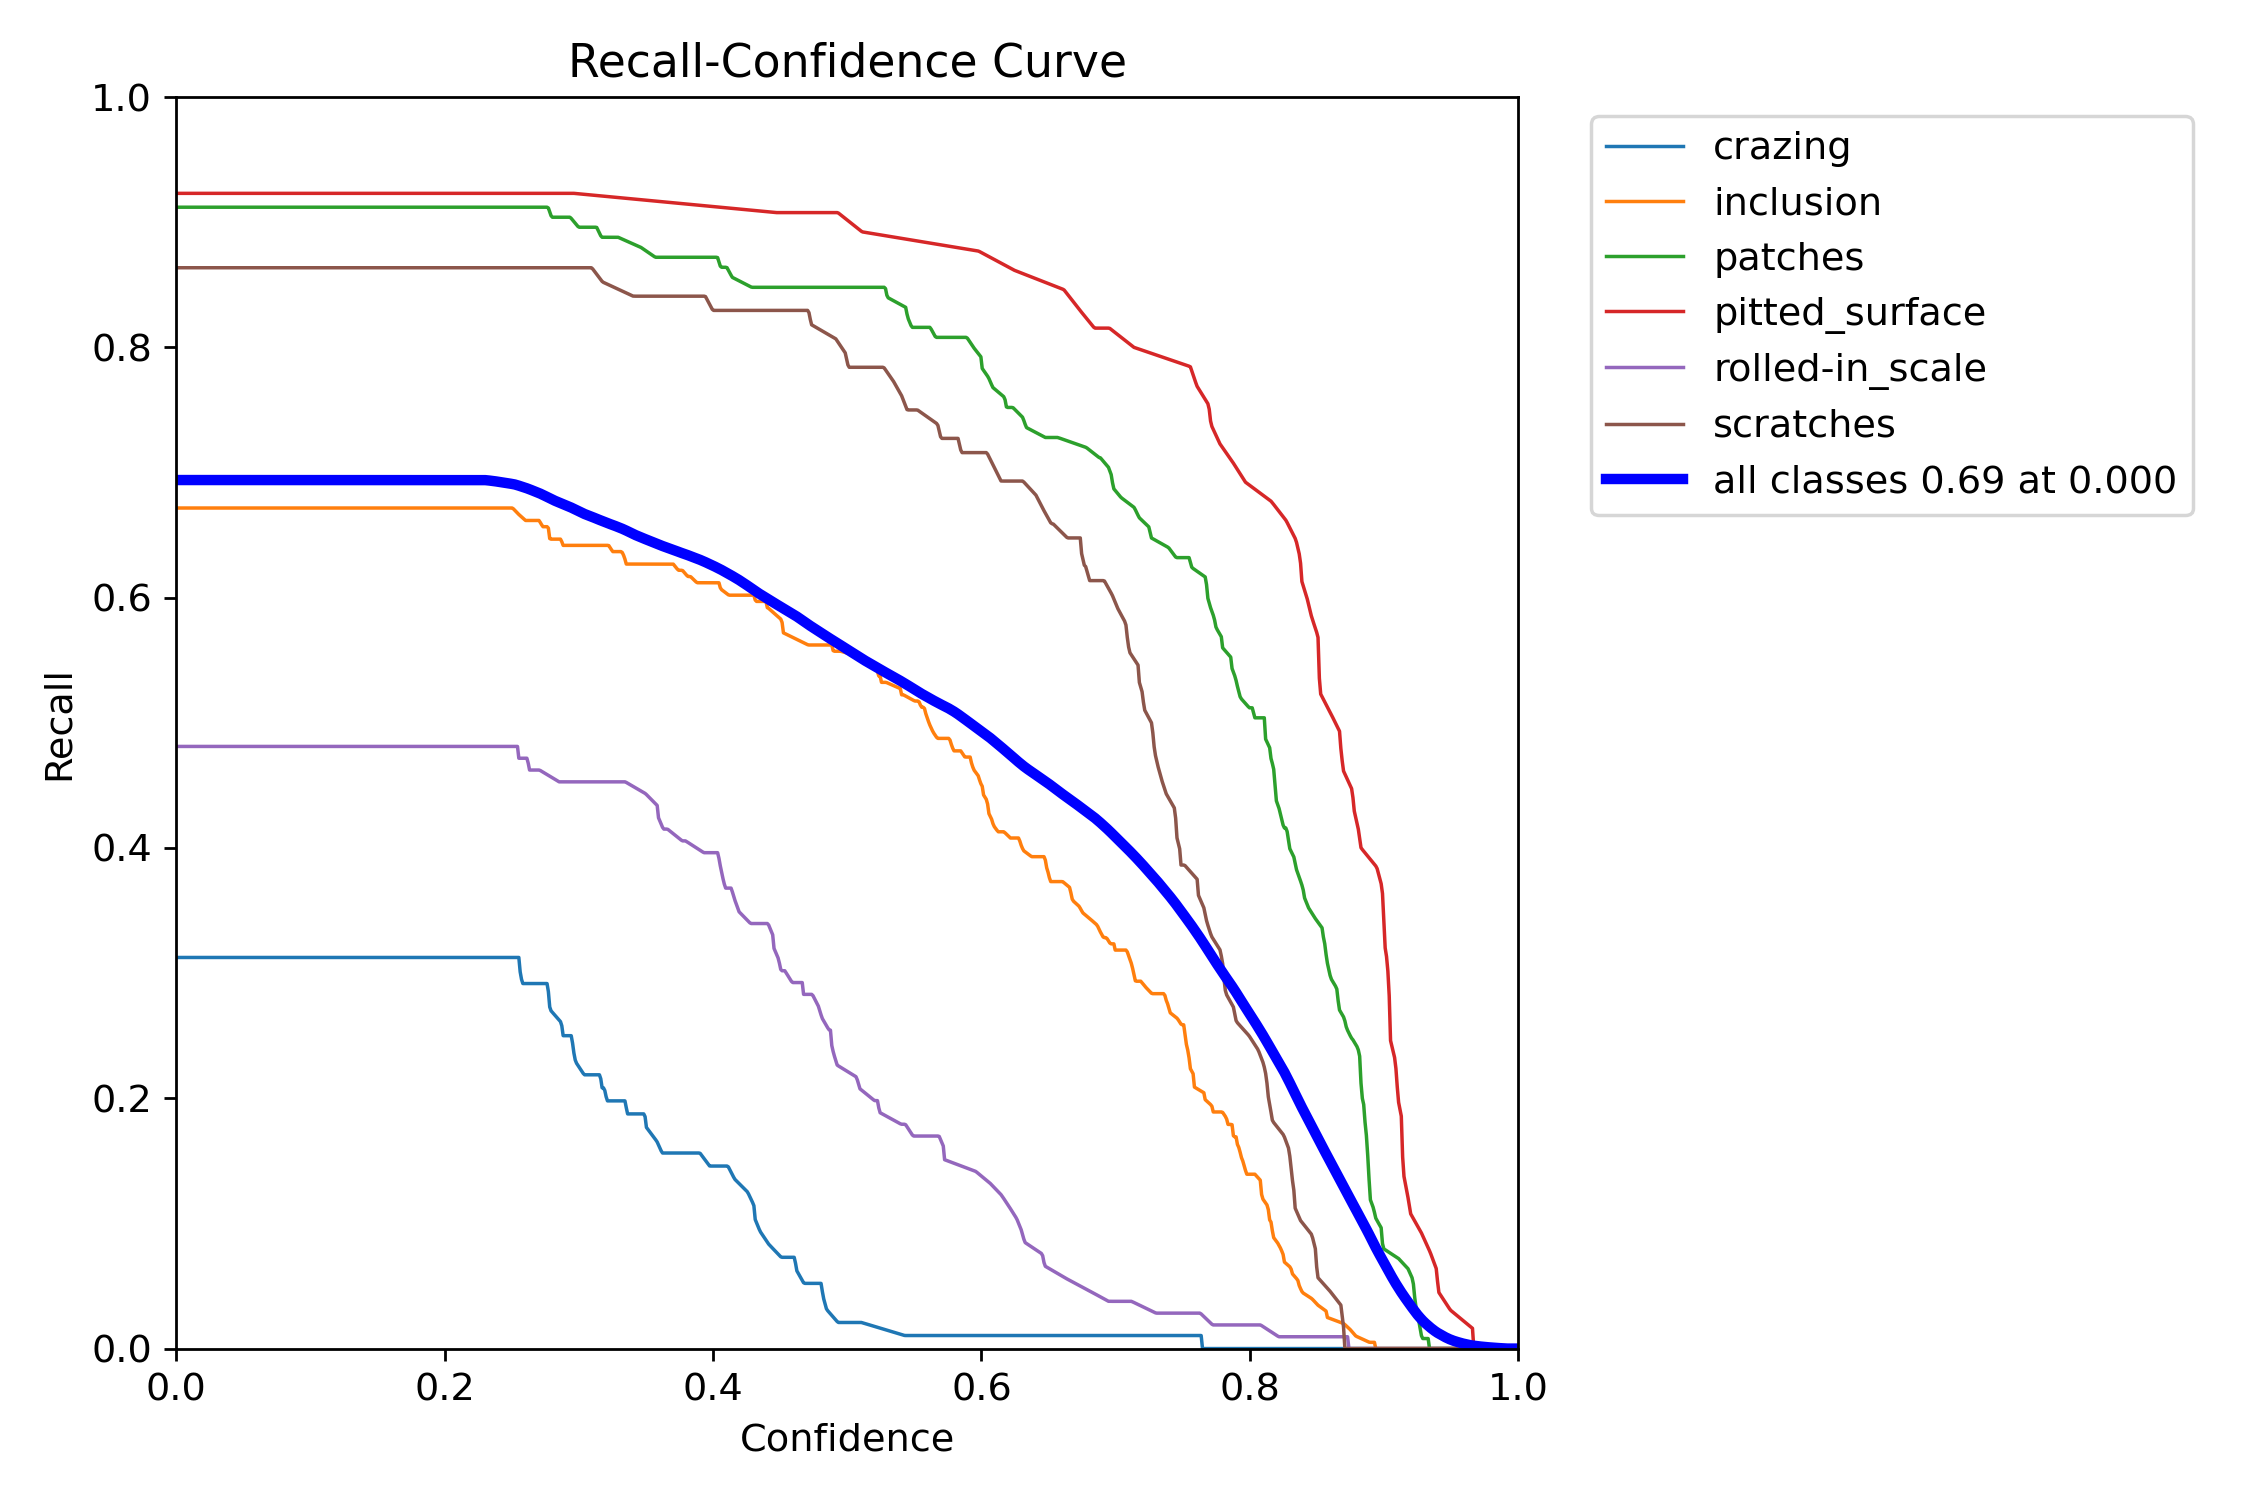 Recall-Confidence Curve
1.0
0.8
0.6
0.4
0.2
0.0
Recall
0.0 0.2 0.4 0.6 0.8 1.0
Confidence
crazing
inclusion
patches
pitted_surface
rolled-in_scale
scratches
all classes 0.69 at 0.000